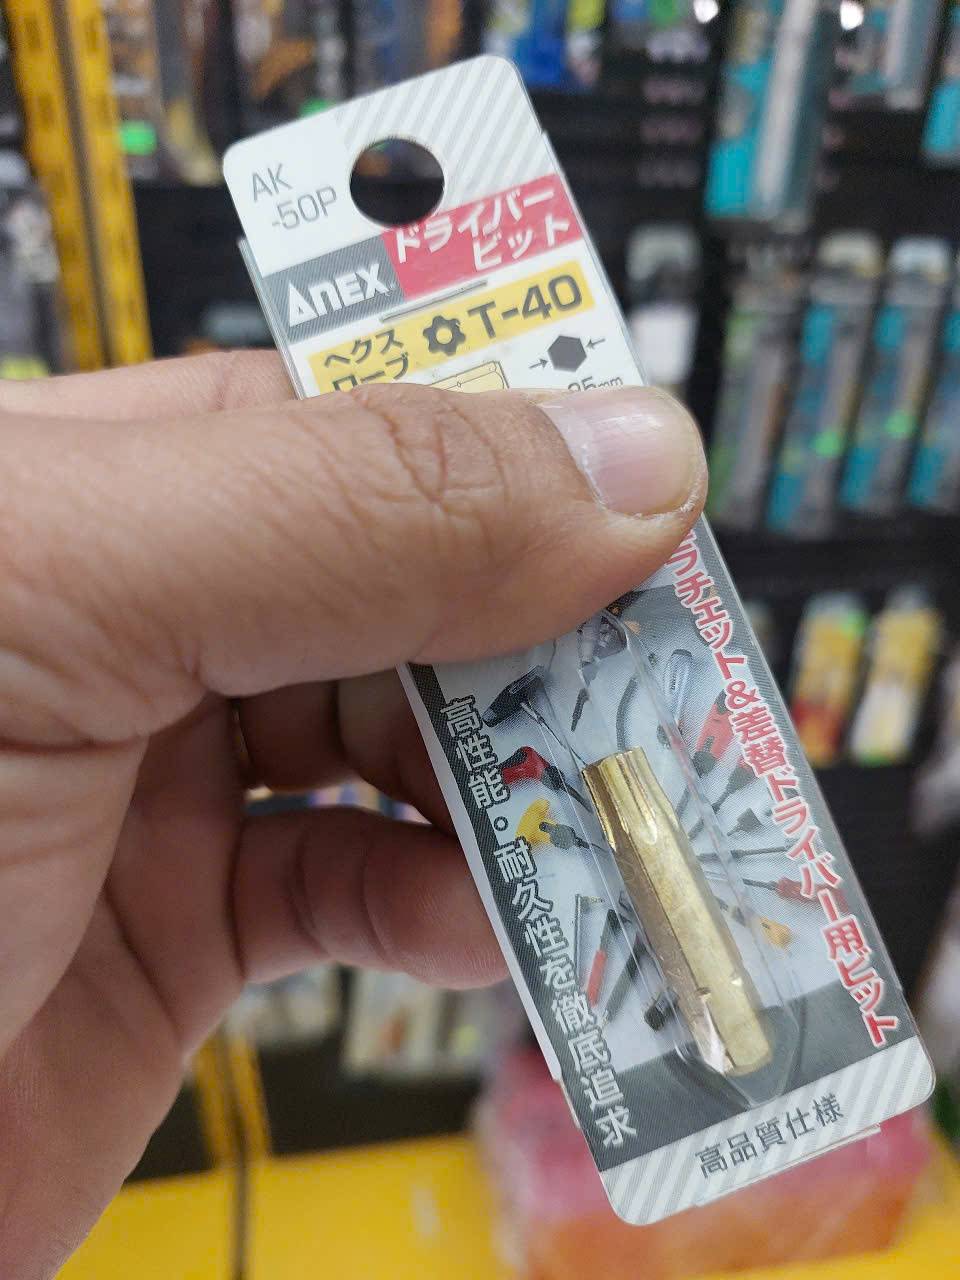 AK
-50P
ANEX
ドライバー
ビット
ヘクス
ローブ
T-40
ラチェット&差替ドライバー用ビット
高性能・耐久性を徹底追求
高品質仕様